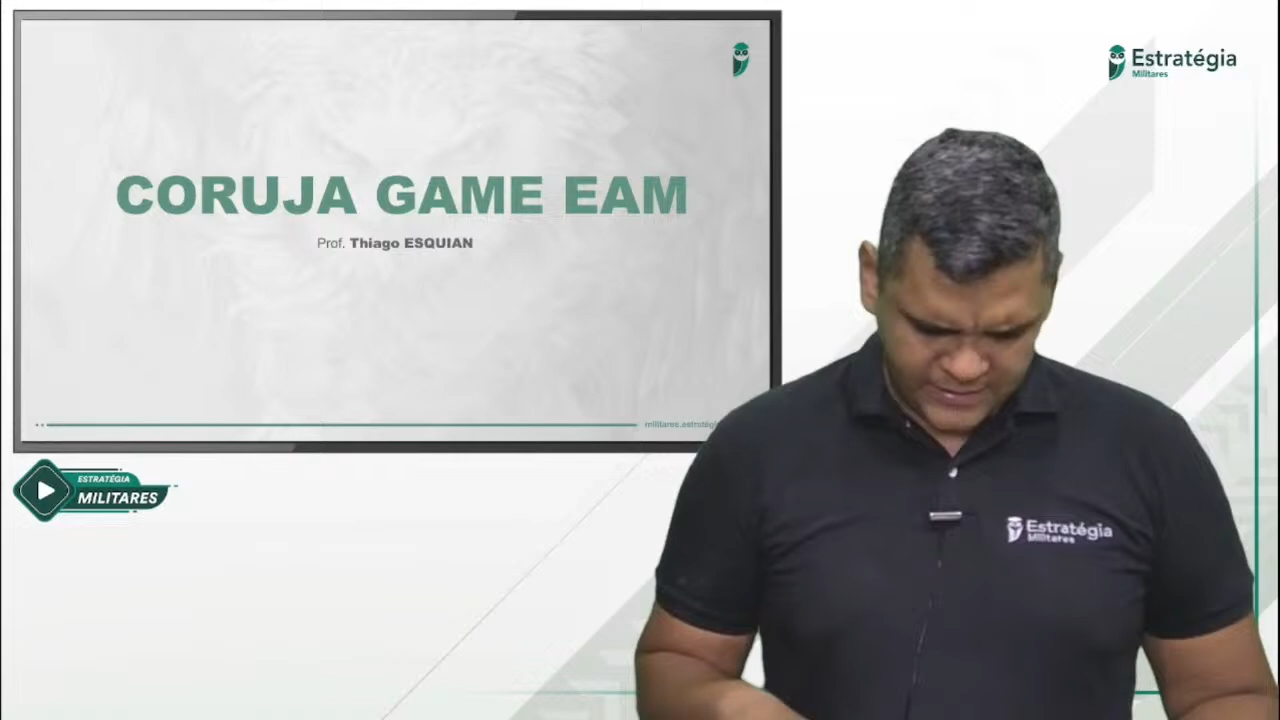 Estratégia
Militares
CORUJA GAME EAM
Prof. Thiago ESQUIAN
ESTRATÉGIA
MILITARES
Estratégia
Militares